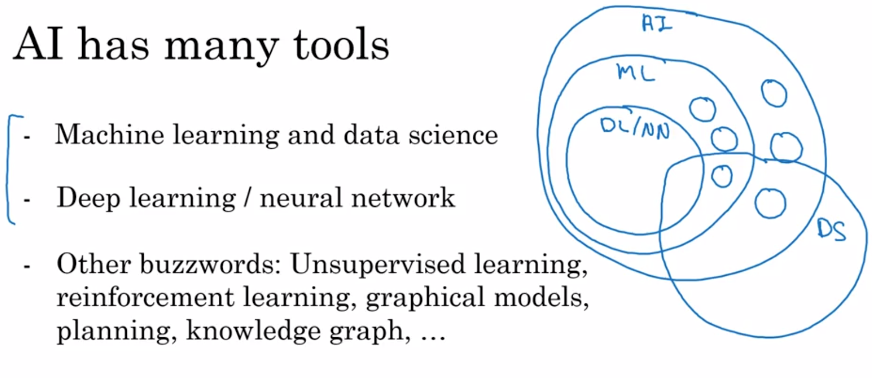 AI has many tools
- Machine learning and data science
- Deep learning / neural network
- Other buzzwords: Unsupervised learning,
reinforcement learning, graphical models,
planning, knowledge graph, …
AI
ML
DL/NN
DS